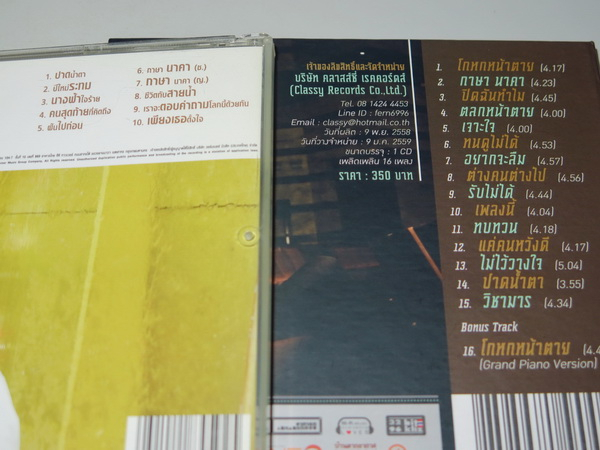 1. ปาดน้ำตา
2. ปีใหม่ระทม
3. นางฟ้าใจร้าย
4. คนสุดท้ายที่คิดถึง
5. พ้นไปก่อน
6. ภาษา นาคา (ช.)
7. ภาษา นาคา (ญ.)
8. ชีวิตกับสายน้ำ
9. เราจะตอบคำถามโลกนี้ด้วยกัน
10. เพียงเธอตั้งใจ
เจ้าของลิขสิทธิ์และจัดจำหน่าย
บริษัท คลาสส์ซี่ เรคคอร์ดส์
(Classy Records Co.,Ltd.)
Tel. 08 1424 4453
Line ID : fern6996
Email : classy@hotmail.co.th
วันที่ผลิต : 9 พ.ย. 2558
วันที่วางจำหน่าย : 9 ม.ค. 2559
ขนาดบรรจุ : 1 CD
เพลิดเพลิน 16 เพลง
ราคา : 350 บาท
1. โกหกหน้าตาย (4.17)
2. ภาษา นาคา (4.23)
3. ปิดฉันทำไม (4.45)
4. ตลกหน้าตาย (4.00)
5. เจาะใจ (4.00)
6. ทนดูไม่ได้ (4.53)
7. อยากจะลืม (4.57)
8. ต่างคนต่างไป (4.56)
9. รับไม่ได้ (4.44)
10. เพลงนี้ (4.04)
11. ทบทวน (4.18)
12. แค่คนหวังดี (4.17)
13. ไม่ไว้วางใจ (5.04)
14. ปาดน้ำตา (3.55)
15. วิชามาร (4.34)
Bonus Track
16. โกหกหน้าตาย (4.4
(Grand Piano Version)